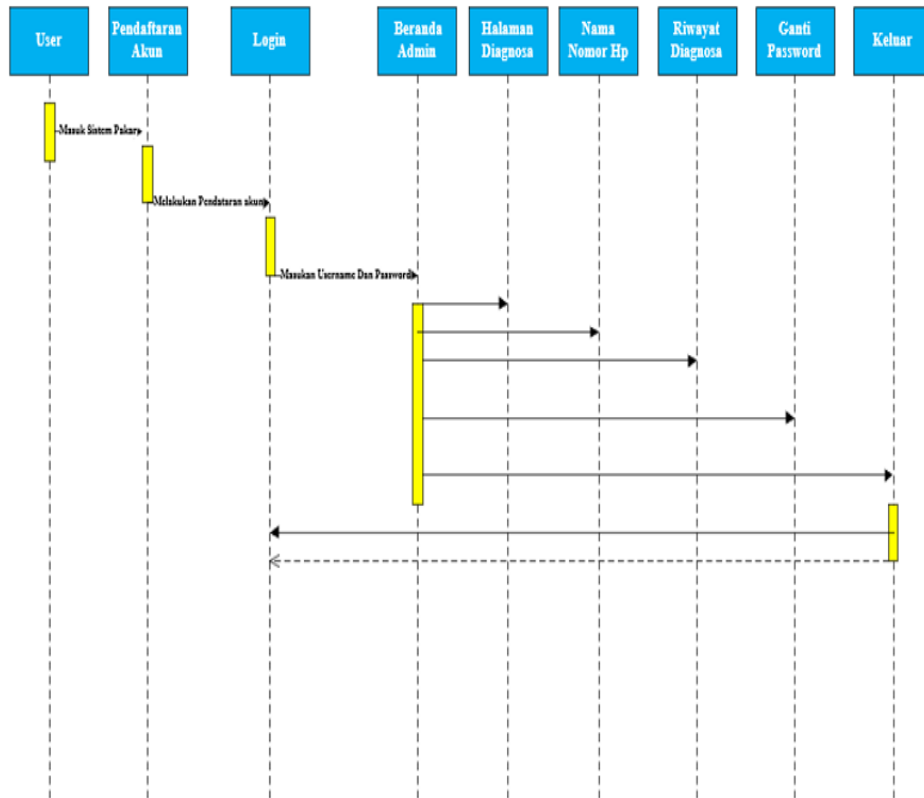 User
Pendaftaran
Akun
Login
Beranda
Admin
Halaman
Diagnosa
Nama
Nomor Hp
Riwayat
Diagnosa
Ganti
Password
Keluar
Masuk Sistem Pakar
Melakukan Pendataran akun
Masukan Username Dan Password